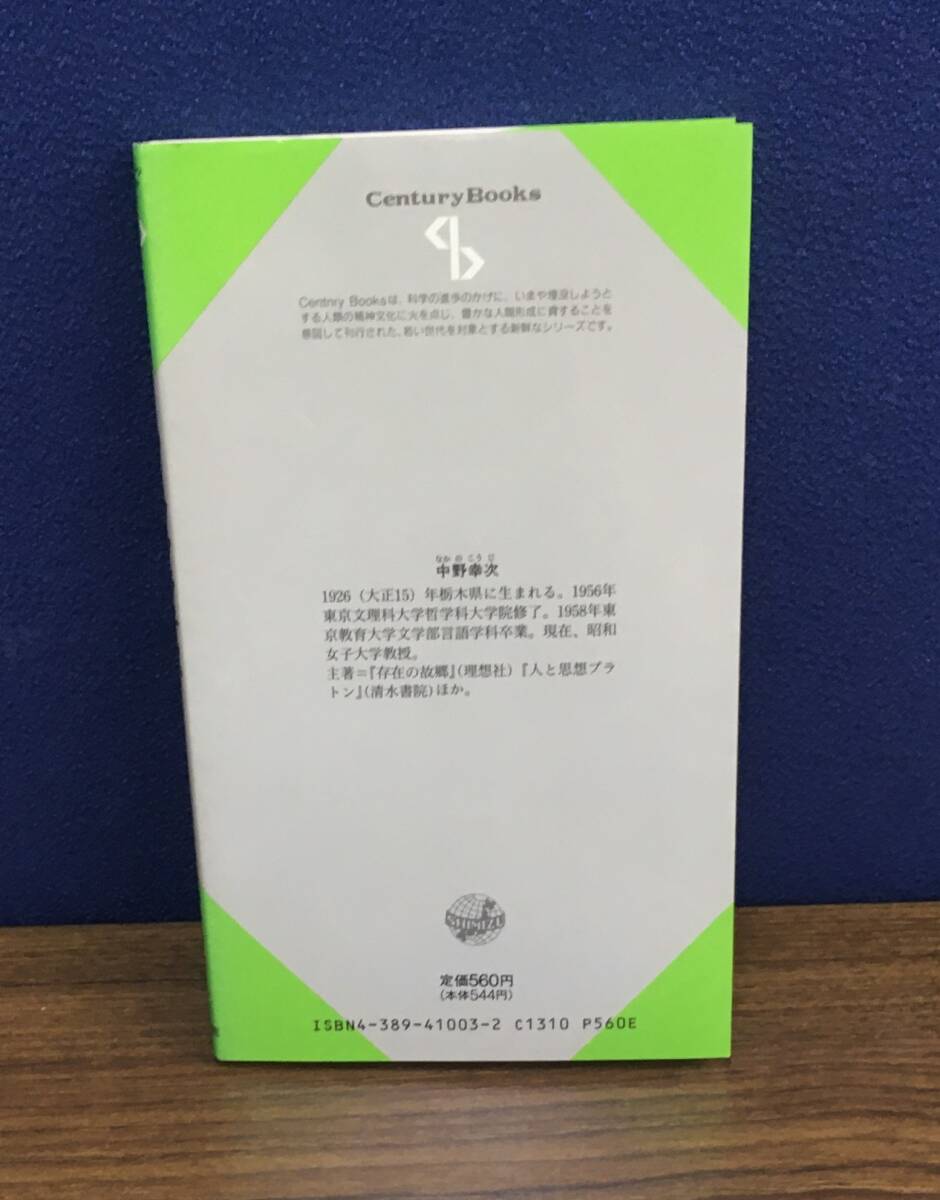 CenturyBooks
Centnry Booksは、科学の進歩のかげに、いまや埋没しようと
する人類の精神文化に火を点じ、豊かな人間形成に資することを
意図して刊行された、若い世代を対象とする新鮮なシリーズです。
なかのこうじ
中野幸次
1926（大正15）年栃木県に生まれる。1956年
東京文理科大学哲学科大学院修了。1958年東
京教育大学文学部言語学科卒業。現在、昭和
女子大学教授。
主著＝『存在の故郷』（理想社）『人と思想プラ
トン』（清水書院）ほか。
SHIMIZU
定価560円
（本体544円）
ISBN4-389-41003-2 C1310 P560E